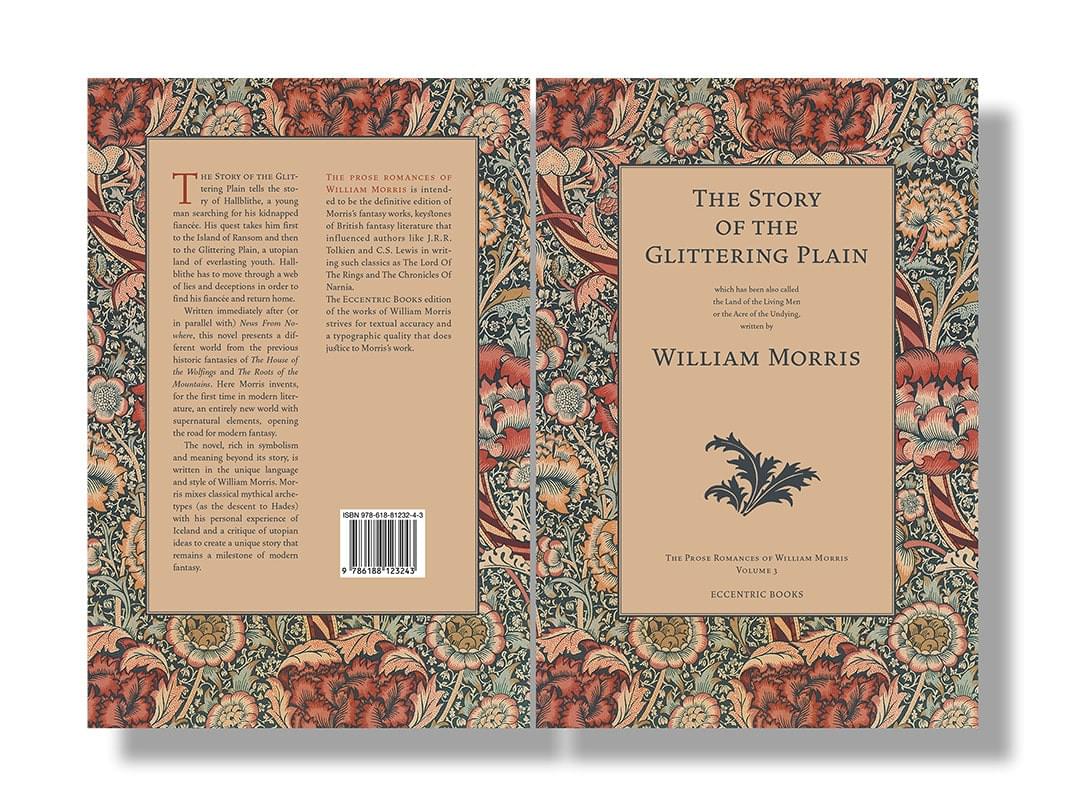 THE STORY OF THE GLIT-
tering Plain tells the sto-
ry of Hallblithe, a young
man searching for his kidnapped
fiancée. His quest takes him first
to the Island of Ransom and then
to the Glittering Plain, a utopian
land of everlasting youth. Hall-
blithe has to move through a web
of lies and deceptions in order to
find his fiancée and return home.
Written immediately after (or
in parallel with) News From No-
where, this novel presents a dif-
ferent world from the previous
historic fantasies of The House of
the Wolfings and The Roots of the
Mountains. Here Morris invents,
for the first time in modern liter-
ature, an entirely new world with
supernatural elements, opening
the road for modern fantasy.
The novel, rich in symbolism
and meaning beyond its story, is
written in the unique language
and style of William Morris. Mor-
ris mixes classical mythical arche-
types (as the descent to Hades)
with his personal experience of
Iceland and a critique of utopian
ideas to create a unique story that
remains a milestone of modern
fantasy.
THE PROSE ROMANCES OF
WILLIAM MORRIS is intend-
ed to be the definitive edition of
Morris's fantasy works, keystones
of British fantasy literature that
influenced authors like J.R.R.
Tolkien and C.S. Lewis in writ-
ing such classics as The Lord Of
The Rings and The Chronicles Of
Narnia.
The ECCENTRIC BOOKS edition
of the works of William Morris
strives for textual accuracy and
a typographic quality that does
justice to Morris's work.
ISBN 978-618-81232-4-3
9 786188 123243
THE STORY
OF THE
GLITTERING PLAIN
which has been also called
the Land of the Living Men
or the Acre of the Undying,
written by
WILLIAM MORRIS
THE PROSE ROMANCES OF WILLIAM MORRIS
VOLUME 3
ECCENTRIC BOOKS